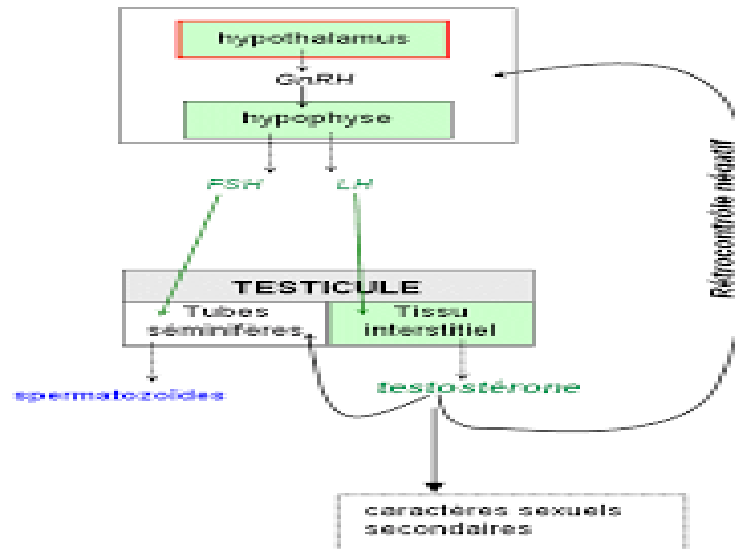 hypothalamus
GnRH
hypophyse
FSH LH
Rétrocontrôle négatif
TESTICULE
Tubes
séminifères
Tissu
interstitiel
spermatozoïdes
testostérone
caractères sexuels
secondaires